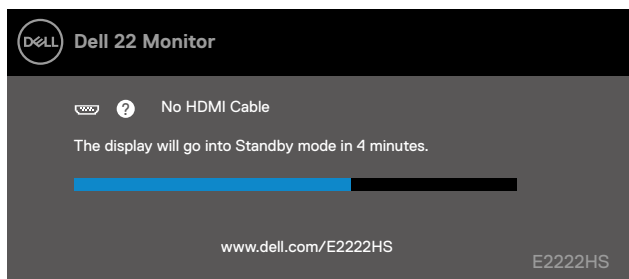 DELL Dell 22 Monitor
? No HDMI Cable
The display will go into Standby mode in 4 minutes.
www.dell.com/E2222HS
E2222HS